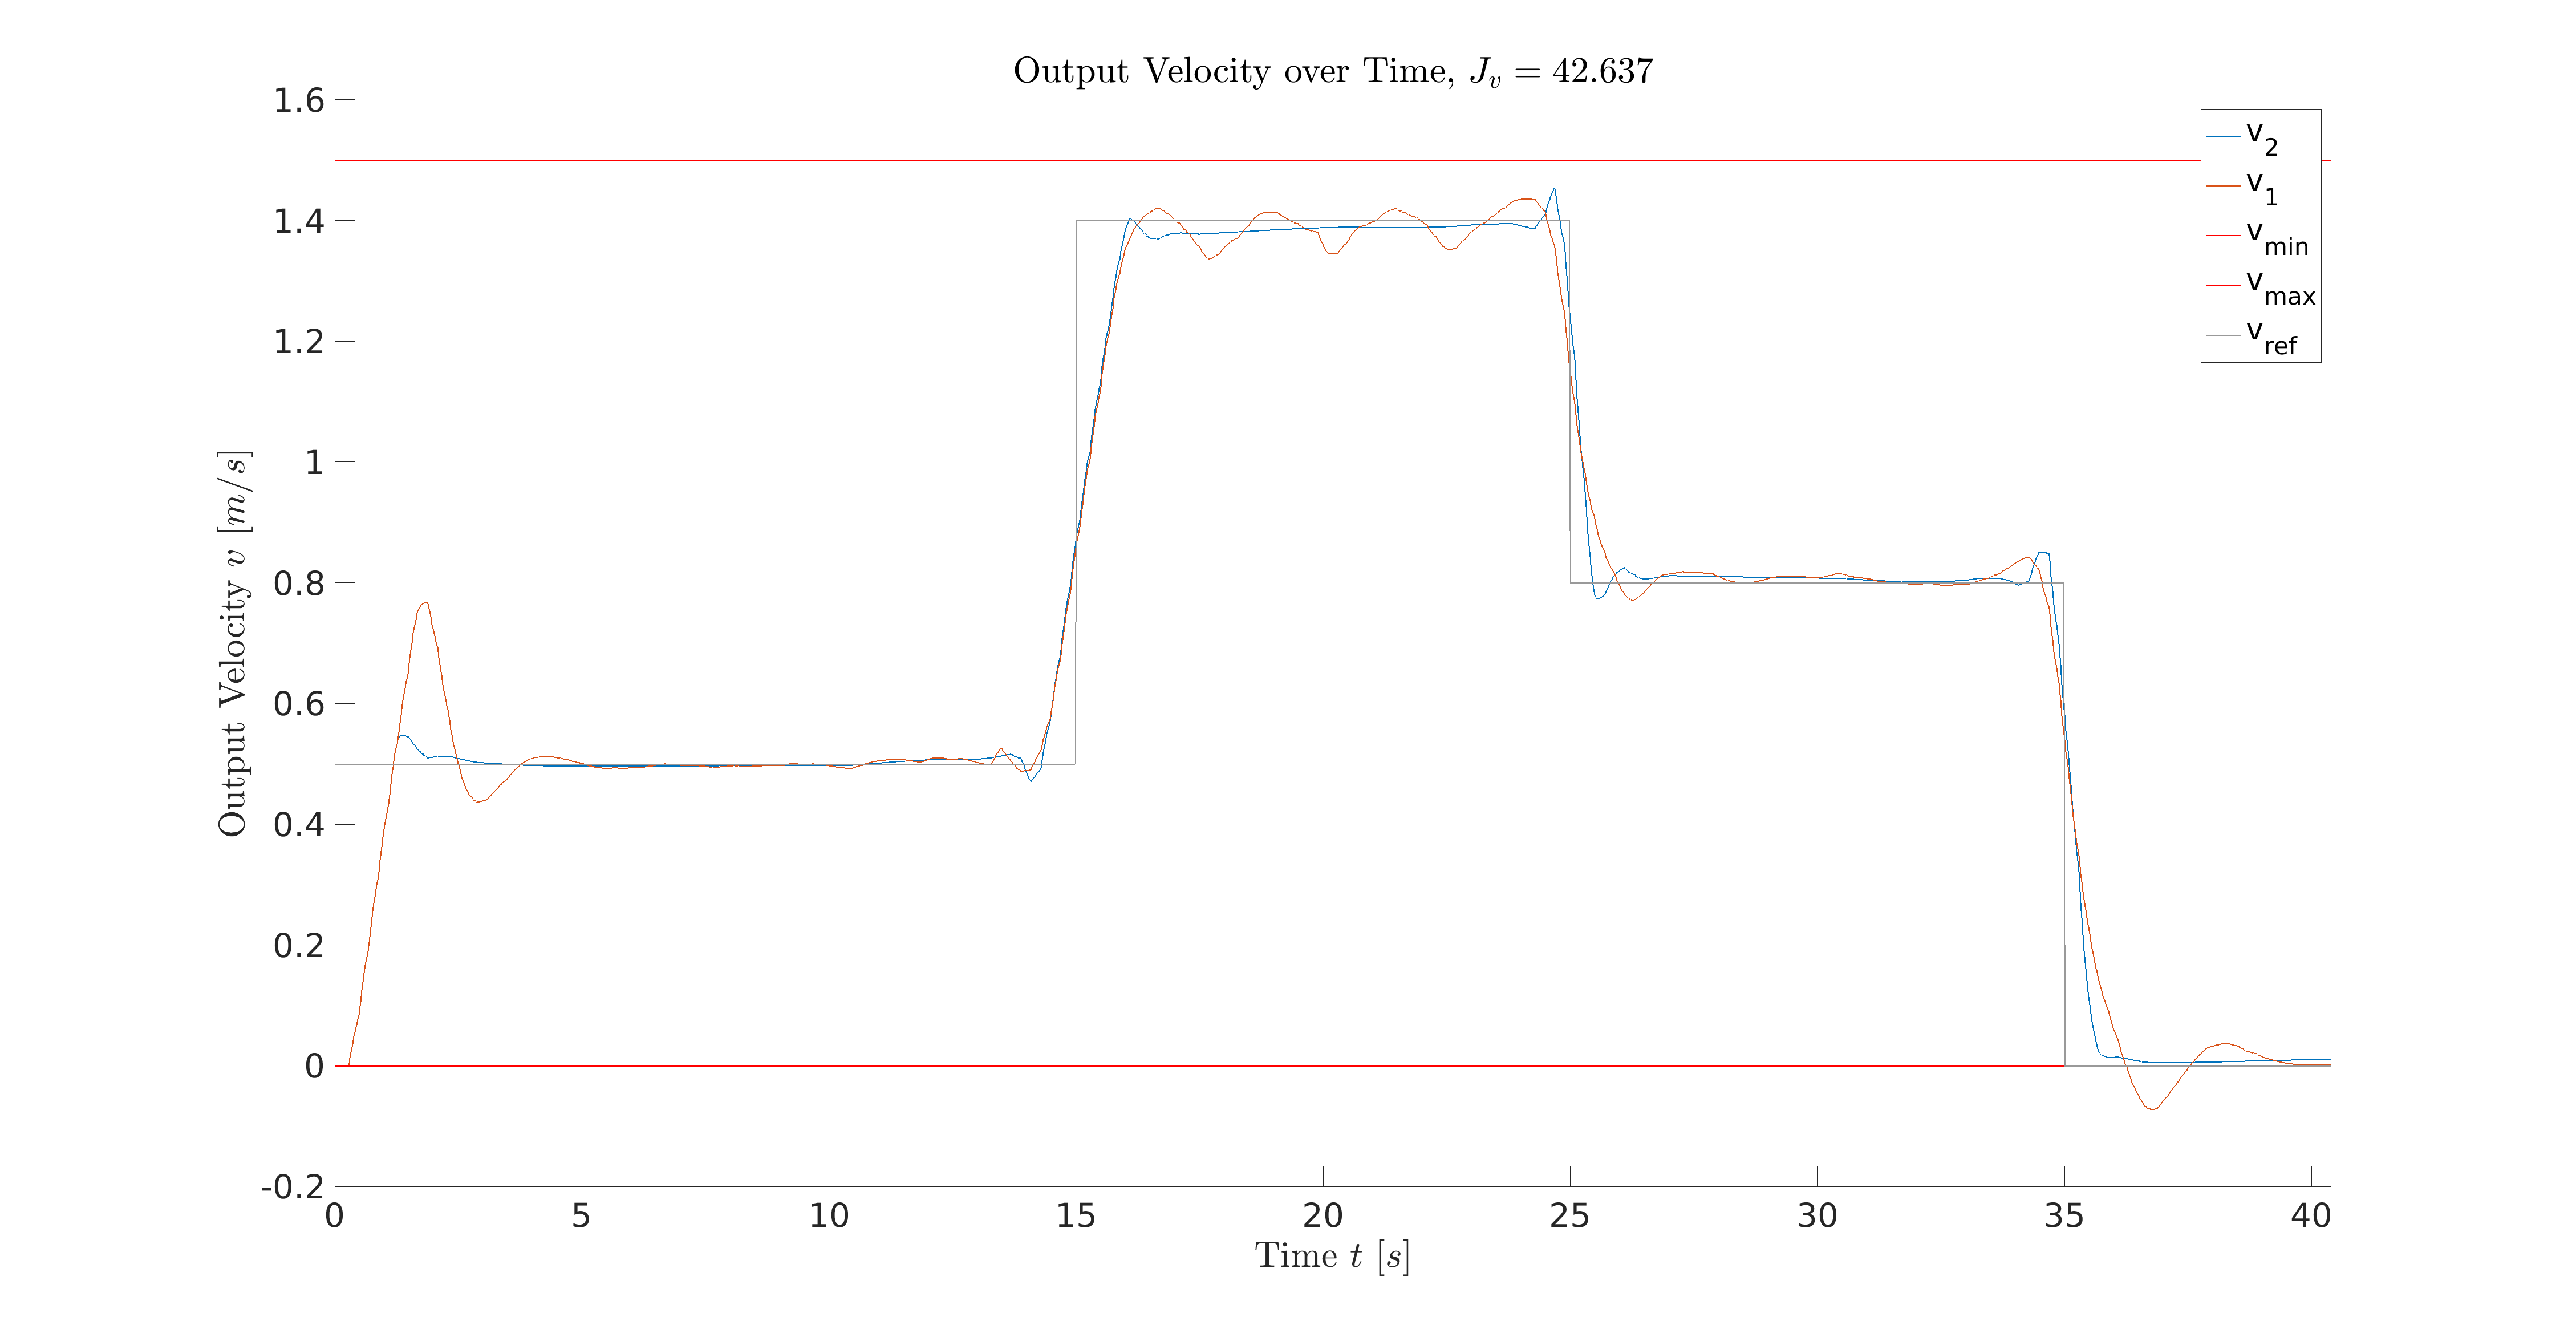 Output Velocity over Time, J_v = 42.637
1.6
1.4
1.2
1
0.8
0.6
0.4
0.2
0
-0.2
Output Velocity v [m/s]
0 5 10 15 20 25 30 35 40
Time t [s]
v_2
v_1
v_min
v_max
v_ref